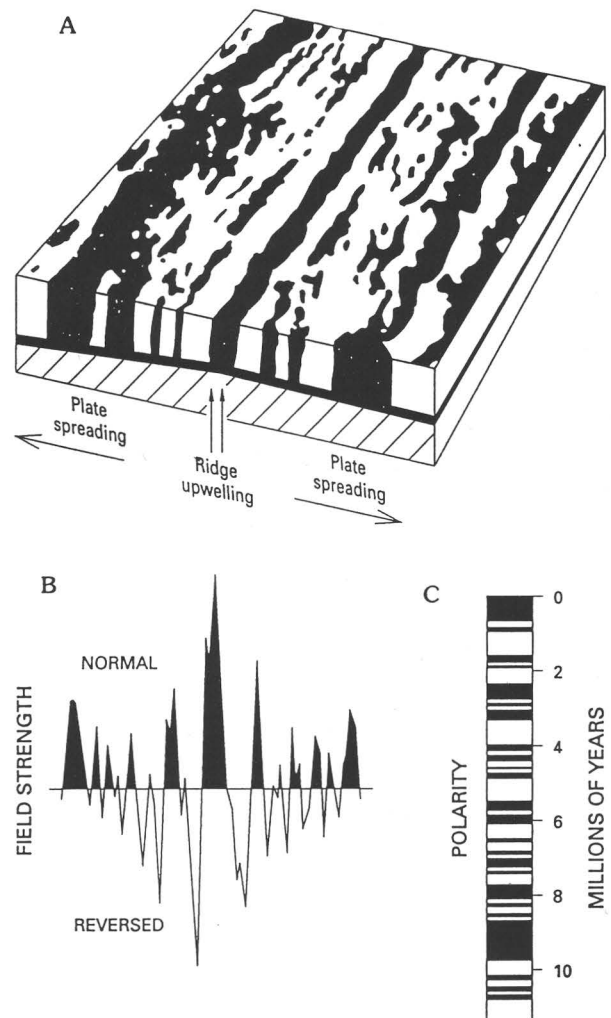 A
Plate
spreading
Ridge
upwelling
Plate
spreading
B
NORMAL
FIELD STRENGTH
REVERSED
C
POLARITY
0
2
4
6
8
10
MILLIONS OF YEARS